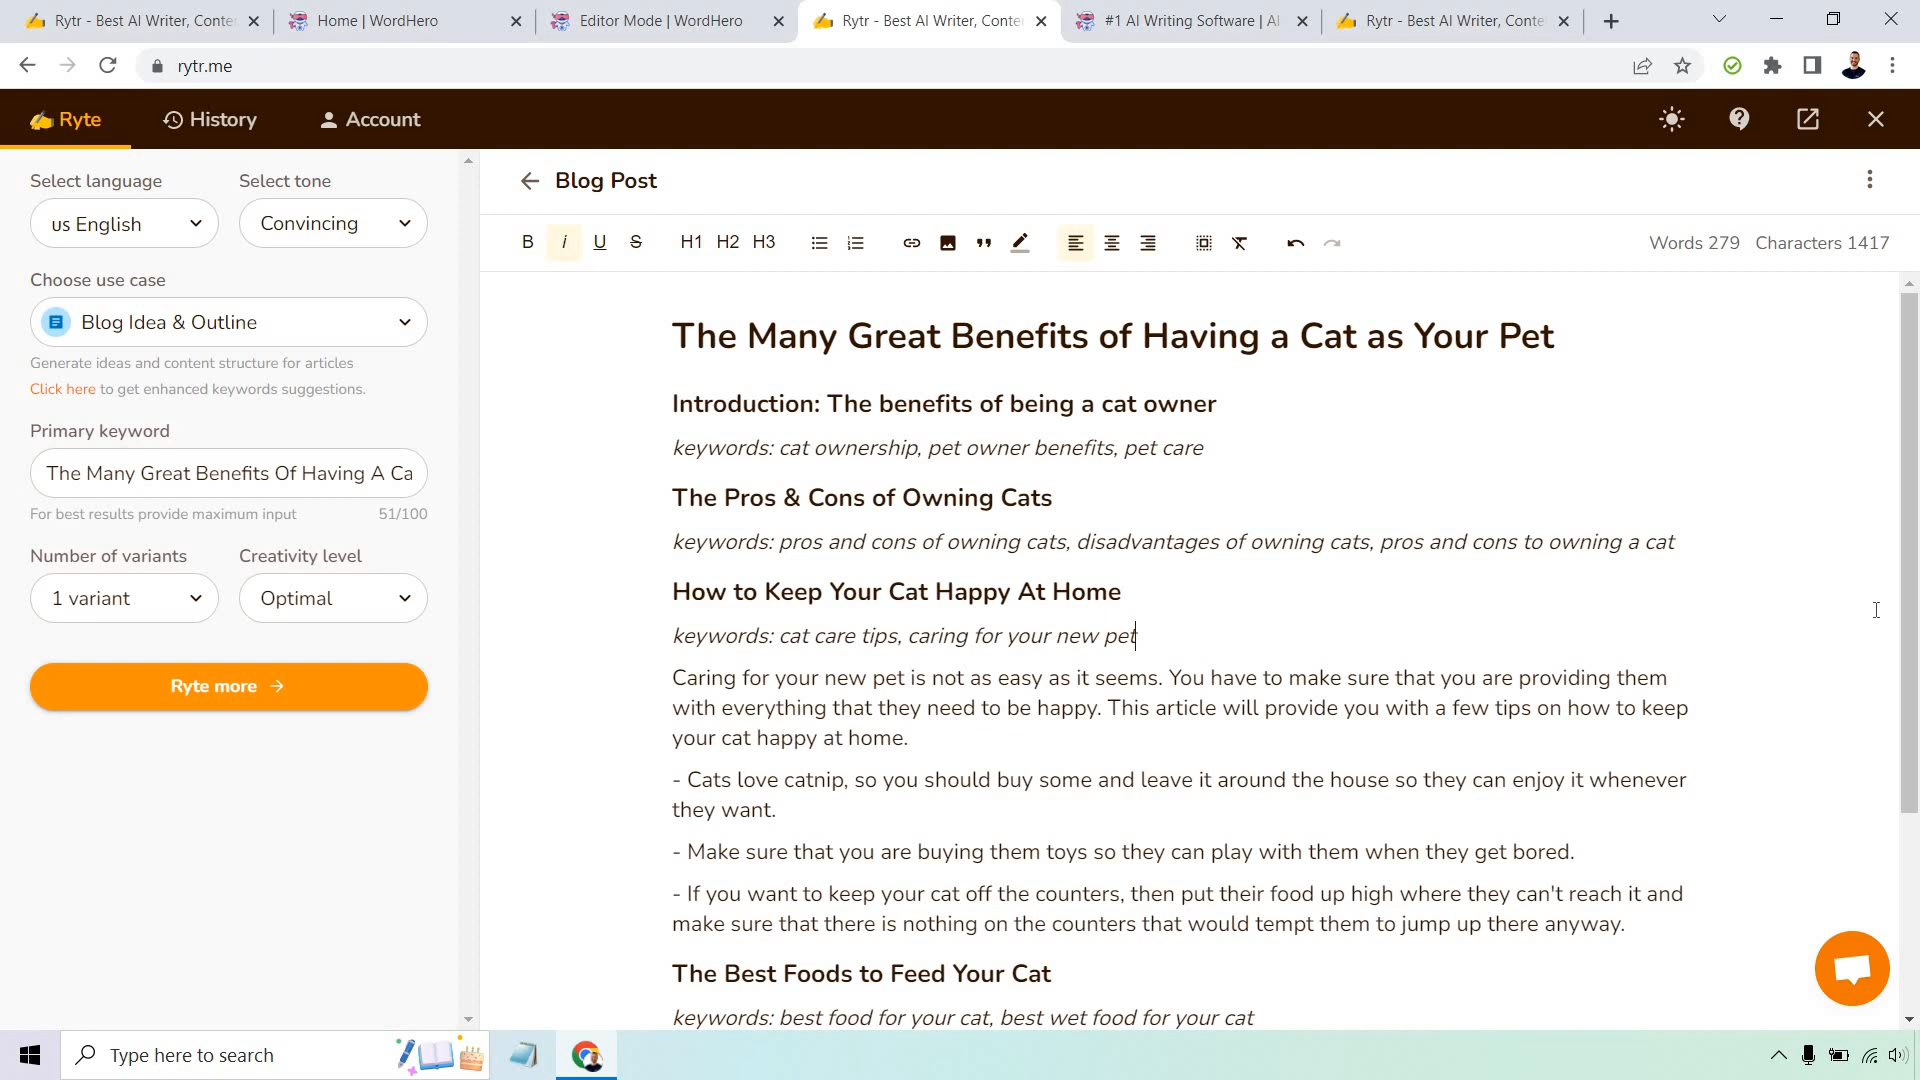 Rytr - Best AI Writer, Conte
Home | WordHero
Editor Mode | WordHero
Rytr - Best AI Writer, Conte
#1 AI Writing Software | AI
Rytr - Best AI Writer, Conte
rytr.me
Ryte
History
Account
Select language
Select tone
us English
Convincing
Choose use case
Blog Idea & Outline
Generate ideas and content structure for articles
Click here to get enhanced keywords suggestions.
Primary keyword
The Many Great Benefits Of Having A Ca
For best results provide maximum input
51/100
Number of variants
Creativity level
1 variant
Optimal
Ryte more →
Blog Post
B i U S H1 H2 H3
Words 279 Characters 1417
The Many Great Benefits of Having a Cat as Your Pet
Introduction: The benefits of being a cat owner
keywords: cat ownership, pet owner benefits, pet care
The Pros & Cons of Owning Cats
keywords: pros and cons of owning cats, disadvantages of owning cats, pros and cons to owning a cat
How to Keep Your Cat Happy At Home
keywords: cat care tips, caring for your new pet
Caring for your new pet is not as easy as it seems. You have to make sure that you are providing them
with everything that they need to be happy. This article will provide you with a few tips on how to keep
your cat happy at home.
- Cats love catnip, so you should buy some and leave it around the house so they can enjoy it whenever
they want.
- Make sure that you are buying them toys so they can play with them when they get bored.
- If you want to keep your cat off the counters, then put their food up high where they can't reach it and
make sure that there is nothing on the counters that would tempt them to jump up there anyway.
The Best Foods to Feed Your Cat
keywords: best food for your cat, best wet food for your cat
Type here to search